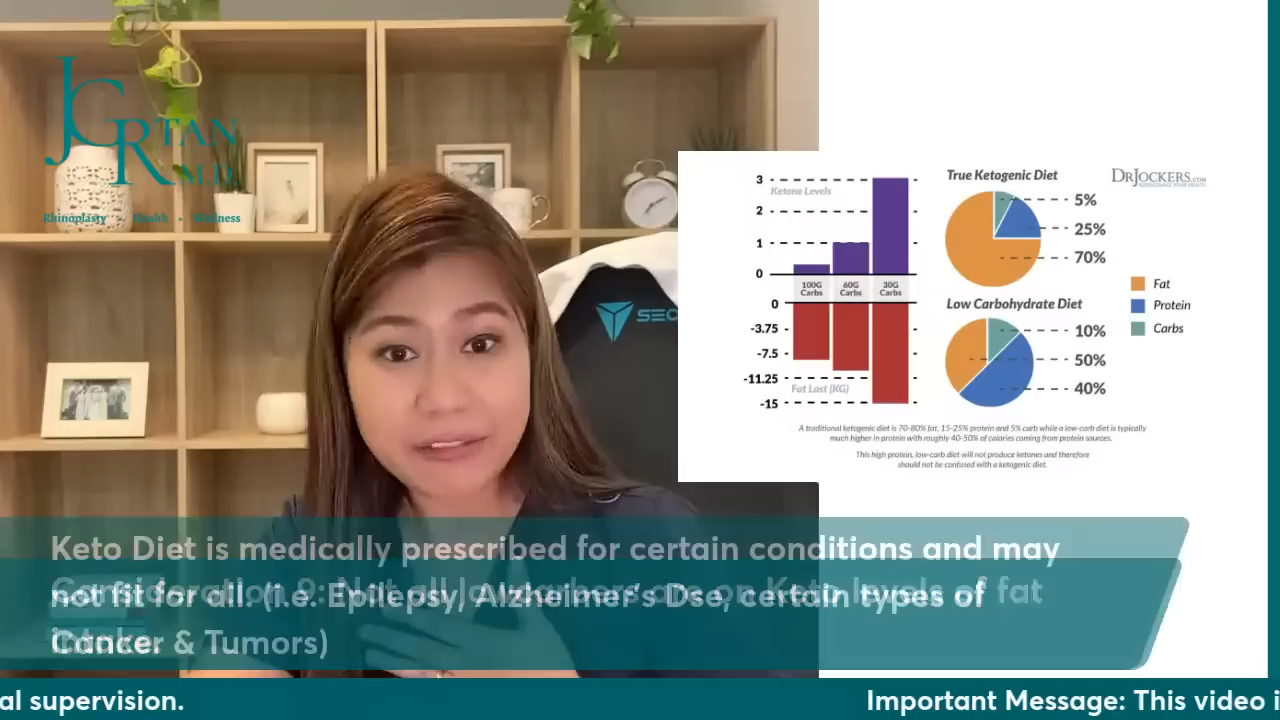 JCR TAN M.D.
Rhinoplasty • Health • Wellness
SEC
3
Ketone Levels
2
1
0
100G Carbs
60G Carbs
30G Carbs
0
-3.75
-7.5
-11.25
Fat Lost (KG)
-15
True Ketogenic Diet
DRJOCKERS.COM
5%
25%
70%
Fat
Protein
Carbs
Low Carbohydrate Diet
10%
50%
40%
A traditional ketogenic diet is 70-80% fat, 15-25% protein and 5% carb while a low-carb diet is typically
much higher in protein with roughly 40-50% of calories coming from protein sources.
This high protein, low-carb diet will not produce ketones and therefore
should not be confused with a ketogenic diet.
Keto Diet is medically prescribed for certain conditions and may
not fit for all. (i.e. Epilepsy, Alzheimer's Dse, certain types of
Cancer & Tumors)
levels of fat
al supervision.
Important Message: This video i